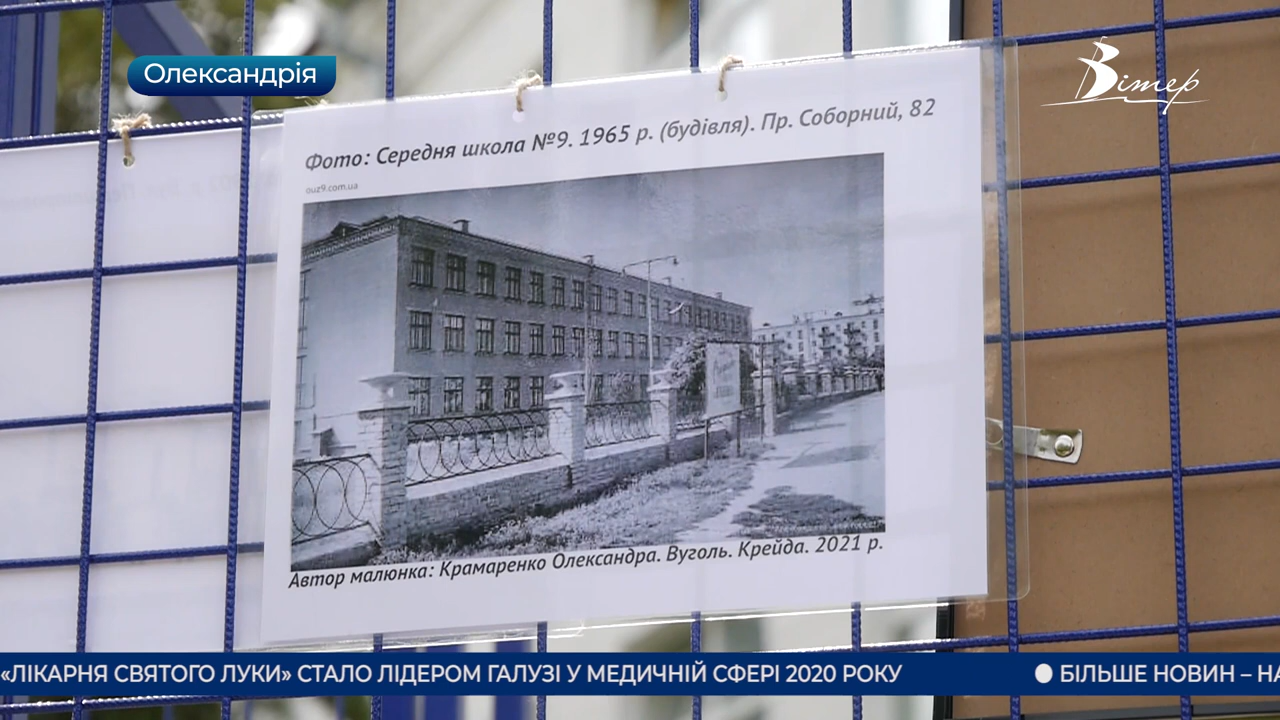 Олександрія
Вітер
Фото: Середня школа №9. 1965 р. (будівля). Пр. Соборний, 82
ouz9.com.ua
Автор малюнка: Крамаренко Олександра. Вуголь. Крейда. 2021 р.
«ЛІКАРНЯ СВЯТОГО ЛУКИ» СТАЛО ЛІДЕРОМ ГАЛУЗІ У МЕДИЧНІЙ СФЕРІ 2020 РОКУ
● БІЛЬШЕ НОВИН – НА